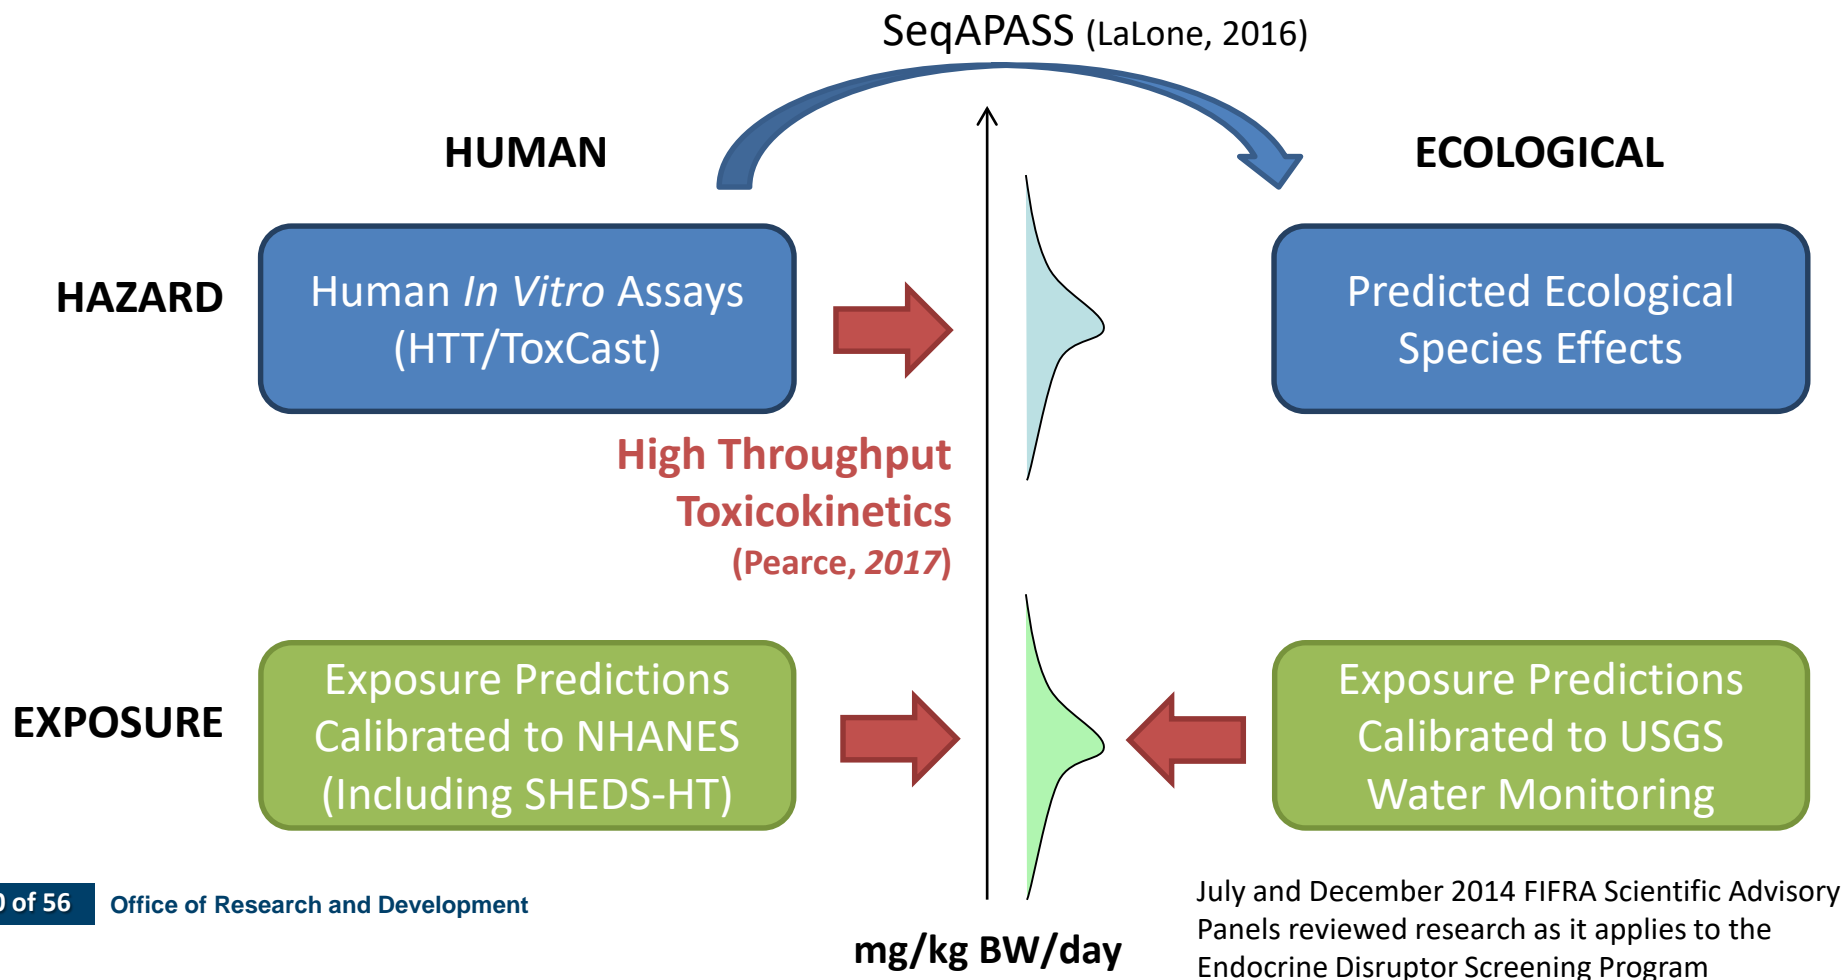 SeqAPASS (LaLone, 2016)
HUMAN
ECOLOGICAL
HAZARD
Human In Vitro Assays
(HTT/ToxCast)
Predicted Ecological
Species Effects
High Throughput
Toxicokinetics
(Pearce, 2017)
EXPOSURE
Exposure Predictions
Calibrated to NHANES
(Including SHEDS-HT)
Exposure Predictions
Calibrated to USGS
Water Monitoring
of 56
Office of Research and Development
mg/kg BW/day
July and December 2014 FIFRA Scientific Advisory
Panels reviewed research as it applies to the
Endocrine Disruptor Screening Program